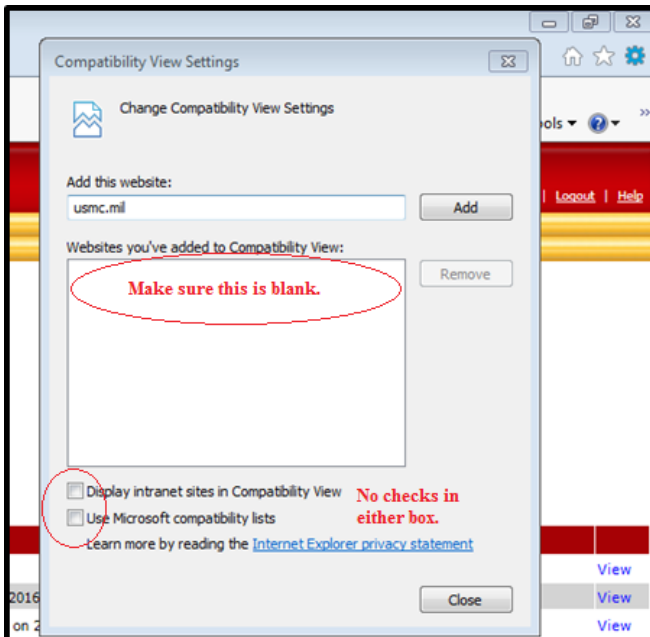 Compatibility View Settings
Change Compatibility View Settings
ols
»
| Logout | Help
Add this website:
usmc.mil
Add
Websites you've added to Compatibility View:
Remove
Make sure this is blank.
Display intranet sites in Compatibility View
Use Microsoft compatibility lists
No checks in
either box.
Learn more by reading the Internet Explorer privacy statement
View
2016
View
Close
on 2
View